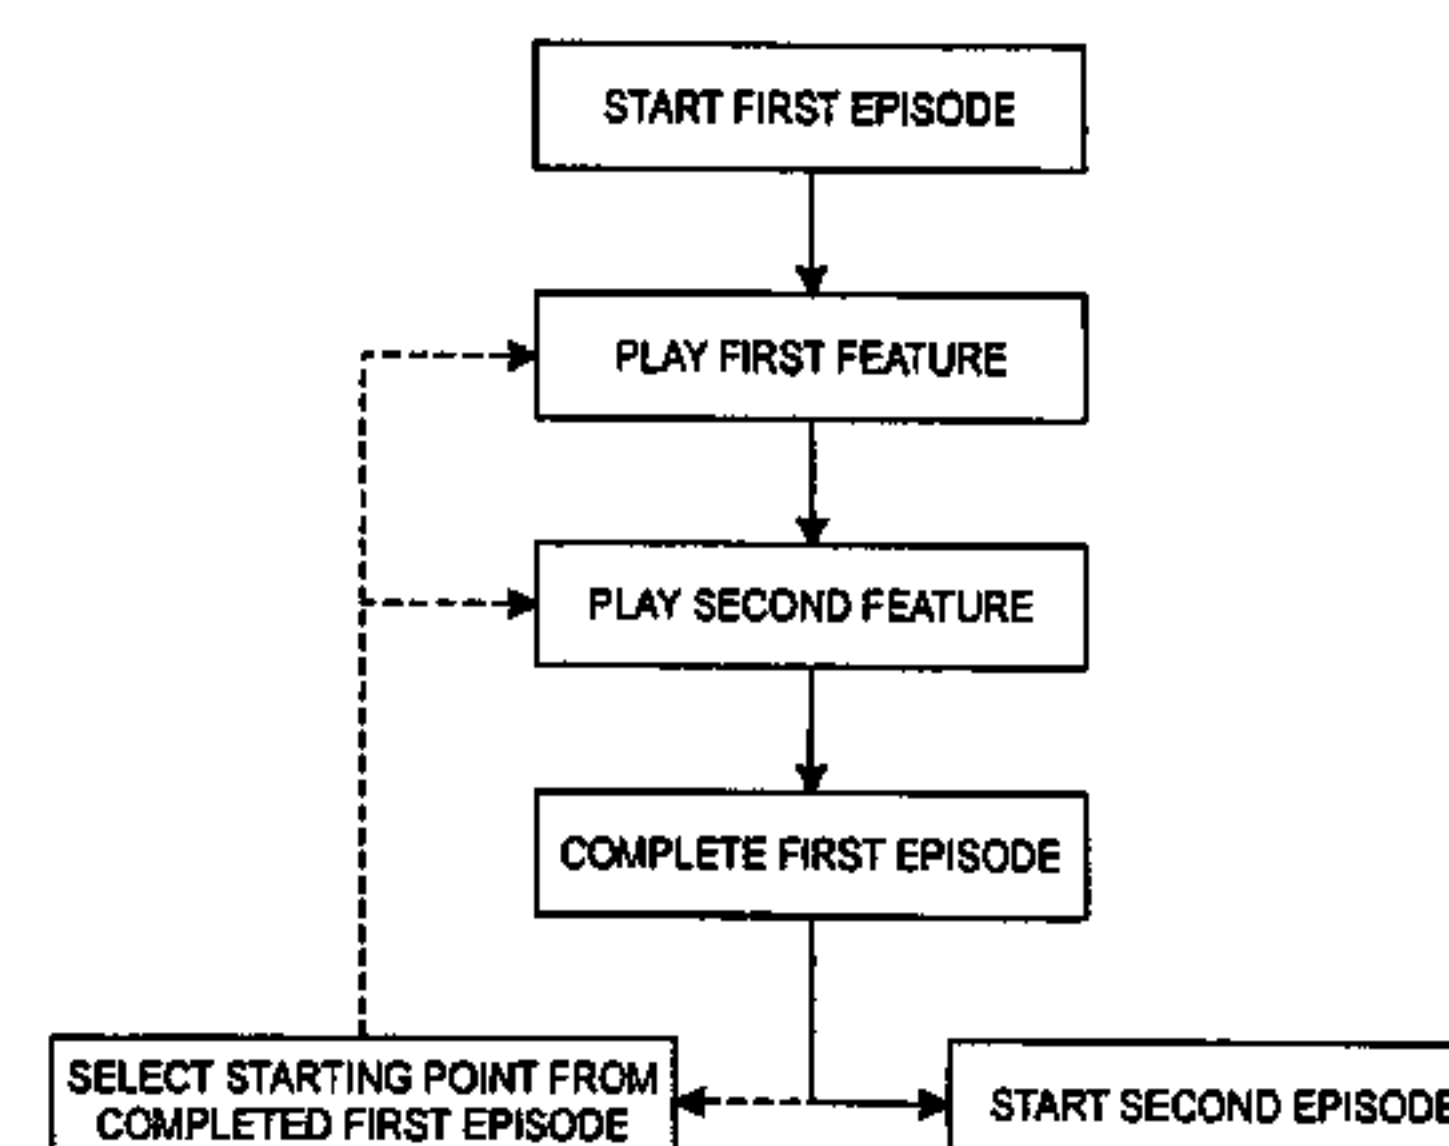 START FIRST EPISODE
PLAY FIRST FEATURE
PLAY SECOND FEATURE
COMPLETE FIRST EPISODE
SELECT STARTING POINT FROM
COMPLETED FIRST EPISODE
START SECOND EPISODE